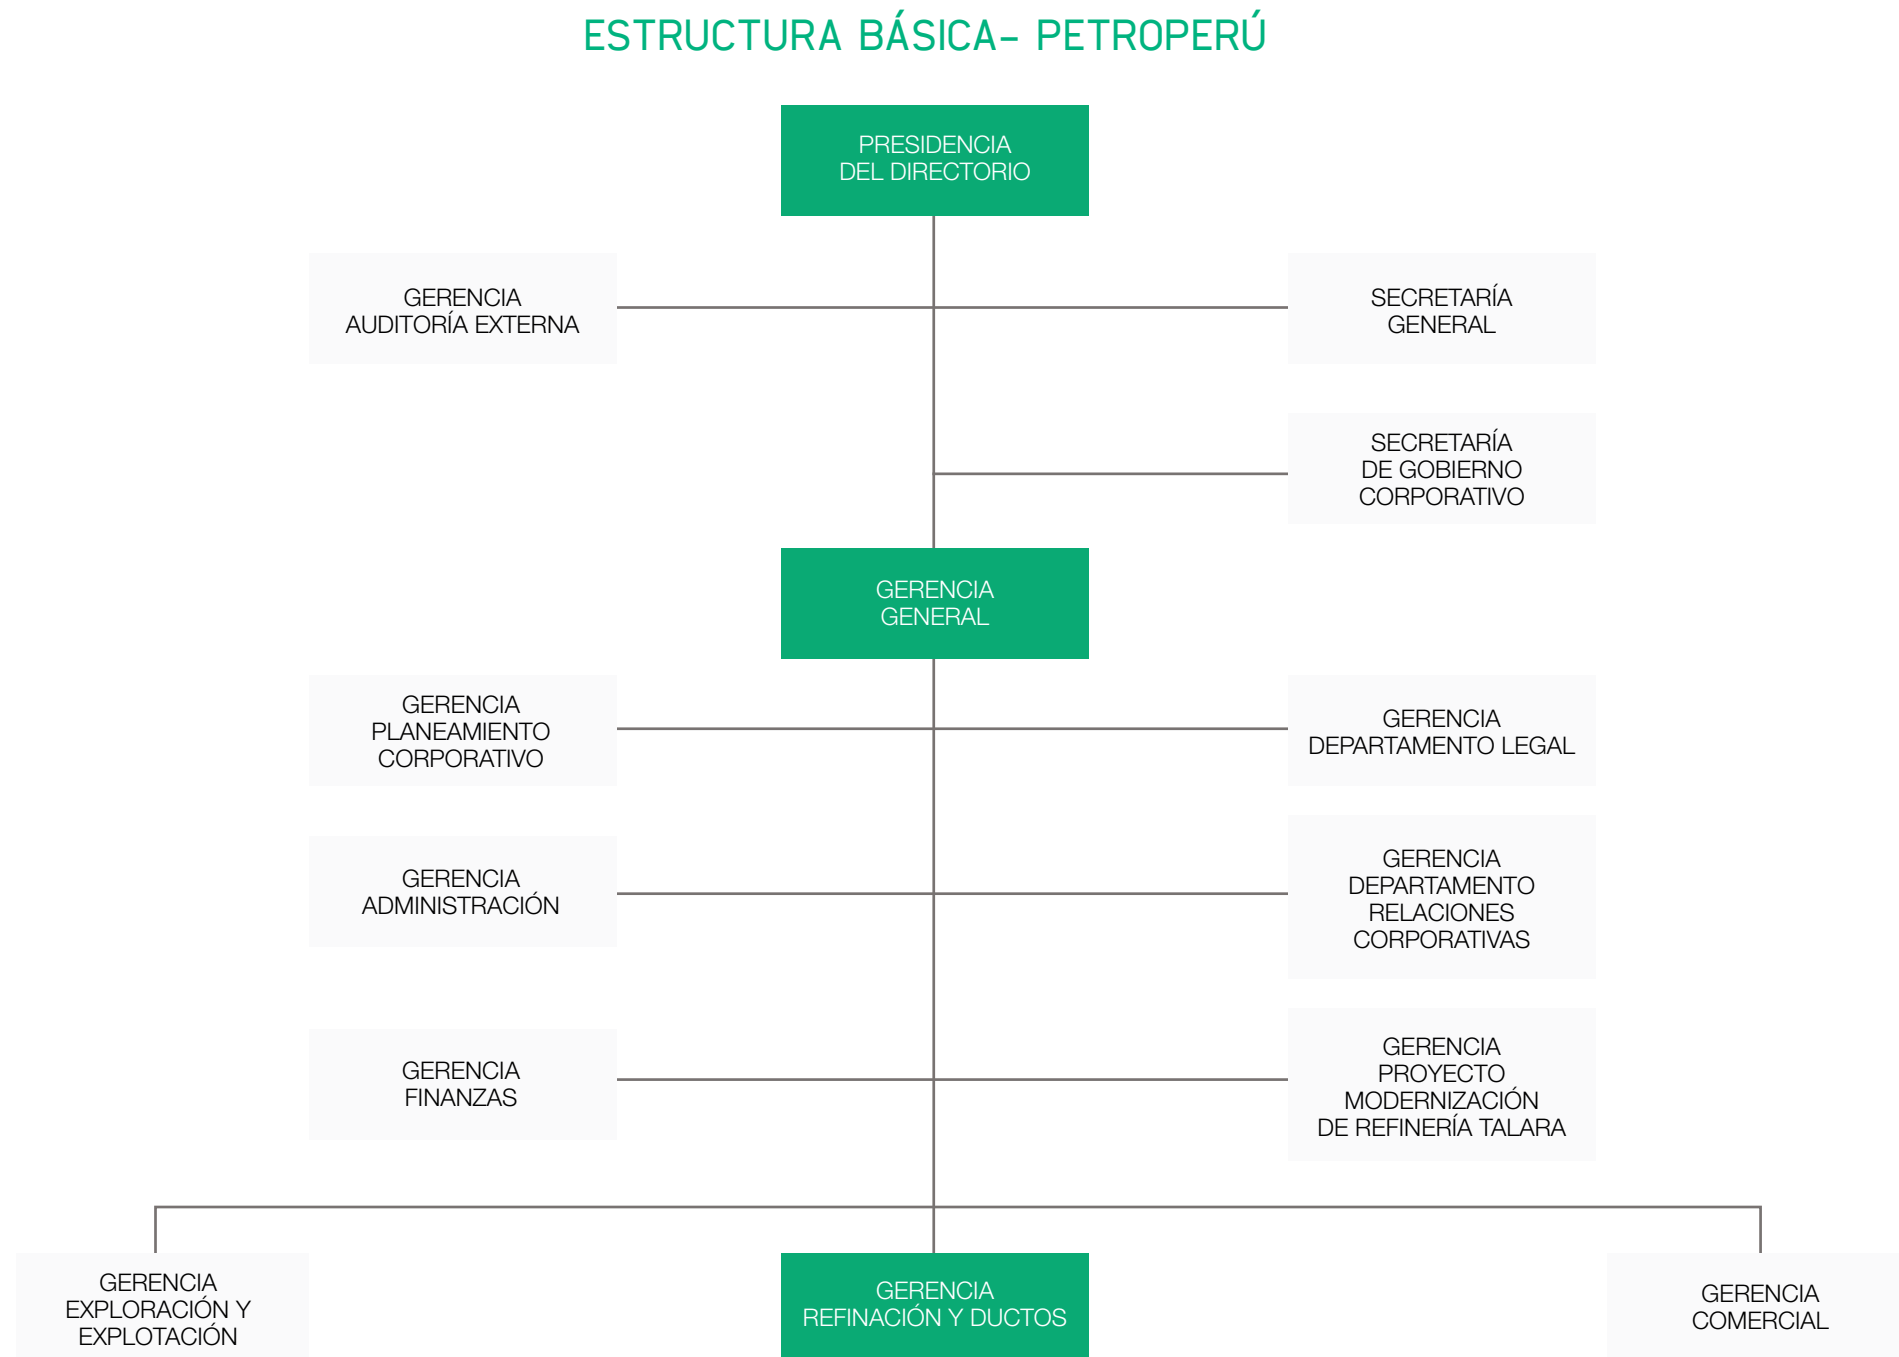 ESTRUCTURA BÁSICA– PETROPERÚ
PRESIDENCIA
DEL DIRECTORIO
GERENCIA
AUDITORÍA EXTERNA
SECRETARÍA
GENERAL
SECRETARÍA
DE GOBIERNO
CORPORATIVO
GERENCIA
GENERAL
GERENCIA
PLANEAMIENTO
CORPORATIVO
GERENCIA
DEPARTAMENTO LEGAL
GERENCIA
ADMINISTRACIÓN
GERENCIA
DEPARTAMENTO
RELACIONES
CORPORATIVAS
GERENCIA
FINANZAS
GERENCIA
PROYECTO
MODERNIZACIÓN
DE REFINERÍA TALARA
GERENCIA
EXPLORACIÓN Y
EXPLOTACIÓN
GERENCIA
REFINACIÓN Y DUCTOS
GERENCIA
COMERCIAL